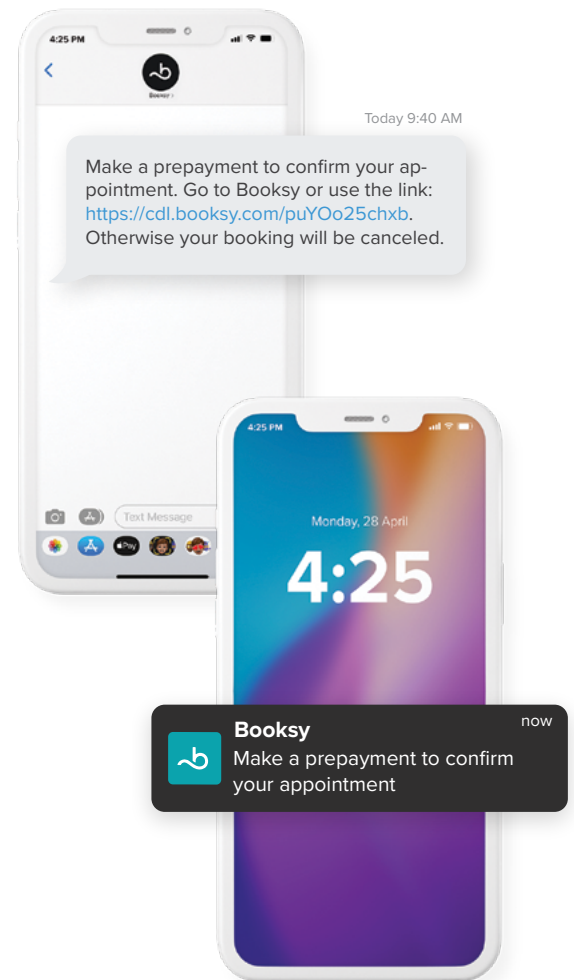 4:25 PM
Booksy >
Today 9:40 AM
Make a prepayment to confirm your ap-
pointment. Go to Booksy or use the link:
https://cdl.booksy.com/puYOo25chxb.
Otherwise your booking will be canceled.
Text Message
Pay
4:25 PM
Monday, 28 April
4:25
Booksy
now
Make a prepayment to confirm
your appointment